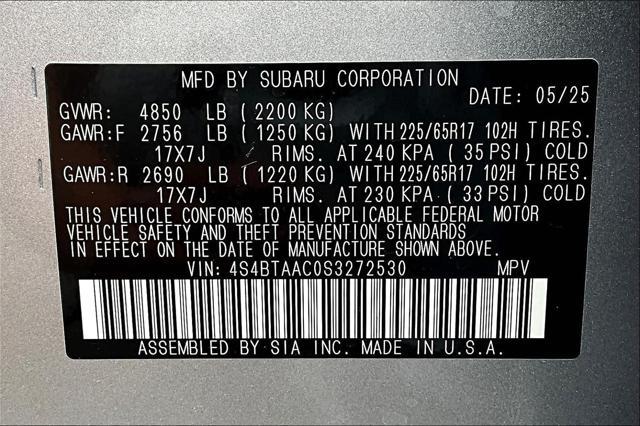 MFD BY SUBARU CORPORATION
DATE: 05/25
GVWR: 4850 LB (2200 KG)
GAWR:F 2756 LB (1250 KG) WITH 225/65R17 102H TIRES.
17X7J RIMS. AT 240 KPA (35 PSI) COLD
GAWR:R 2690 LB (1220 KG) WITH 225/65R17 102H TIRES.
17X7J RIMS. AT 230 KPA (33 PSI) COLD
THIS VEHICLE CONFORMS TO ALL APPLICABLE FEDERAL MOTOR
VEHICLE SAFETY AND THEFT PREVENTION STANDARDS
IN EFFECT ON THE DATE OF MANUFACTURE SHOWN ABOVE.
VIN: 4S4BTAAC0S3272530 MPV
ASSEMBLED BY SIA INC. MADE IN U.S.A.